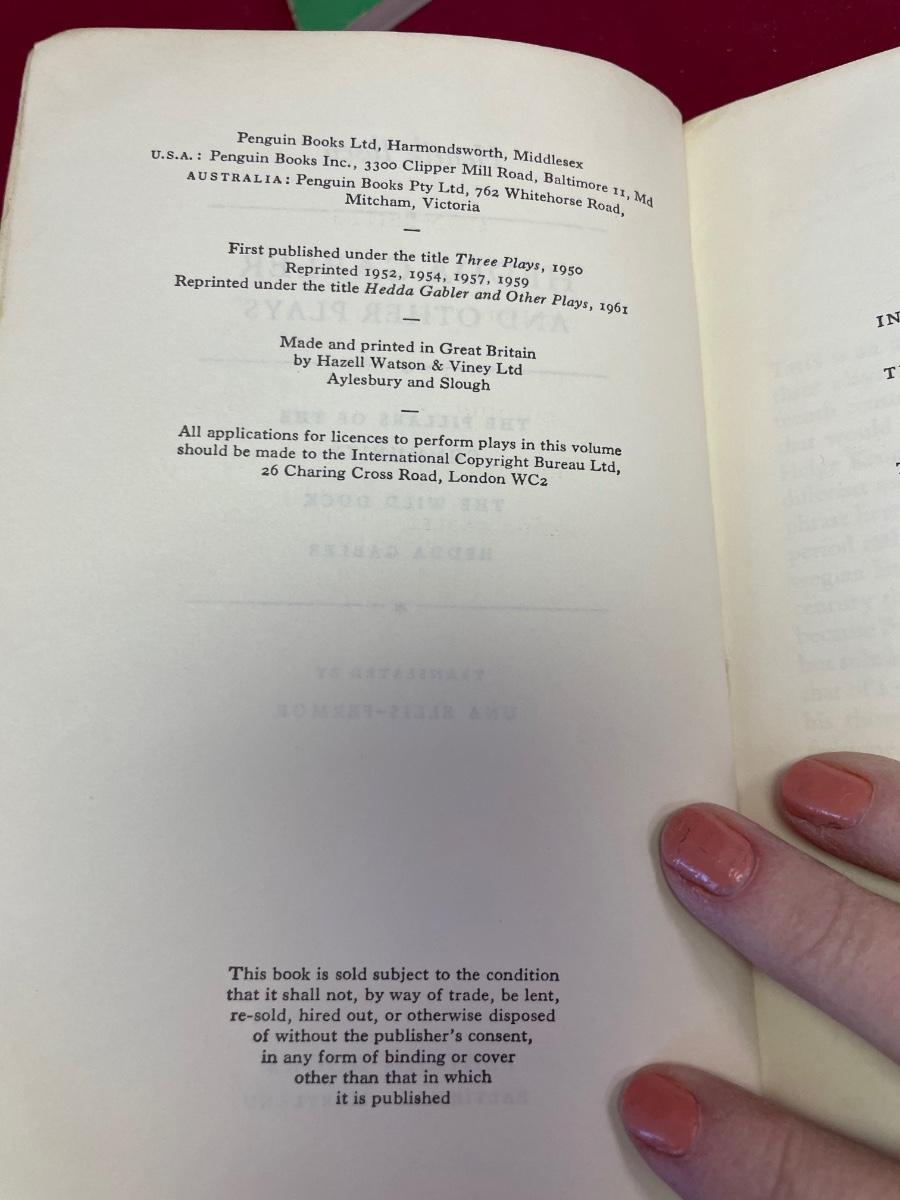 Penguin Books Ltd, Harmondsworth, Middlesex
U.S.A.: Penguin Books Inc., 3300 Clipper Mill Road, Baltimore 11, Md
AUSTRALIA: Penguin Books Pty Ltd, 762 Whitehorse Road,
Mitcham, Victoria
—
First published under the title Three Plays, 1950
Reprinted 1952, 1954, 1957, 1959
Reprinted under the title Hedda Gabler and Other Plays, 1961
—
Made and printed in Great Britain
by Hazell Watson & Viney Ltd
Aylesbury and Slough
—
All applications for licences to perform plays in this volume
should be made to the International Copyright Bureau Ltd,
26 Charing Cross Road, London WC2
This book is sold subject to the condition
that it shall not, by way of trade, be lent,
re-sold, hired out, or otherwise disposed
of without the publisher's consent,
in any form of binding or cover
other than that in which
it is published